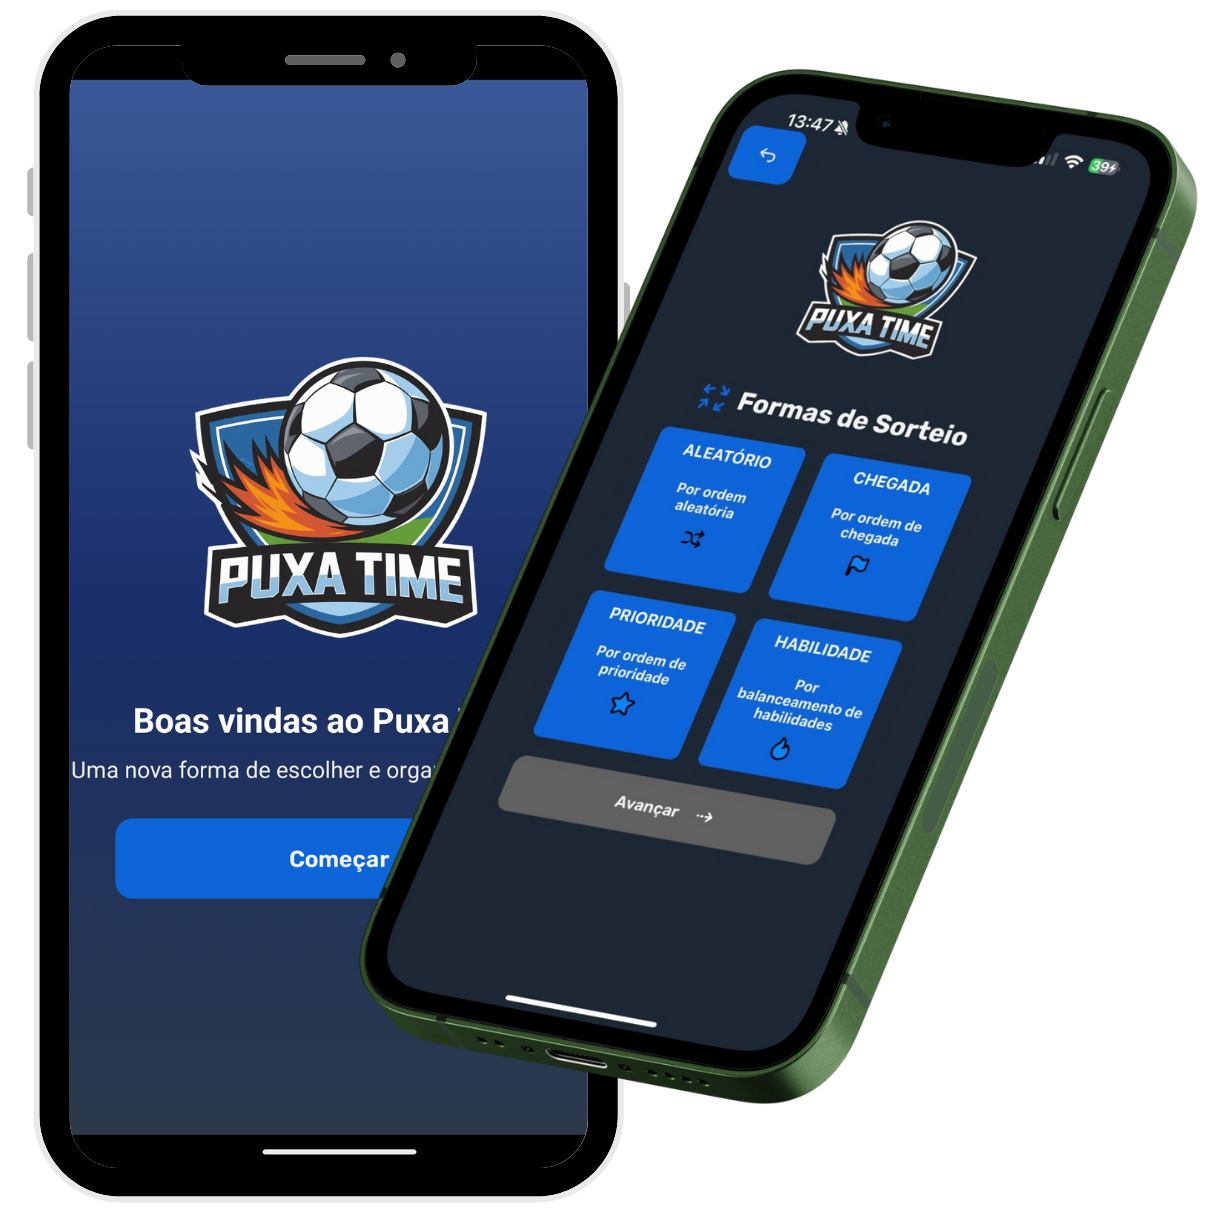 PUXA TIME
Boas vindas ao Puxa
Uma nova forma de escolher e orga
Começar
13:47
39
PUXA TIME
Formas de Sorteio
ALEATÓRIO
Por ordem
aleatória
CHEGADA
Por ordem de
chegada
PRIORIDADE
Por ordem de
prioridade
HABILIDADE
Por
balanceamento de
habilidades
Avançar